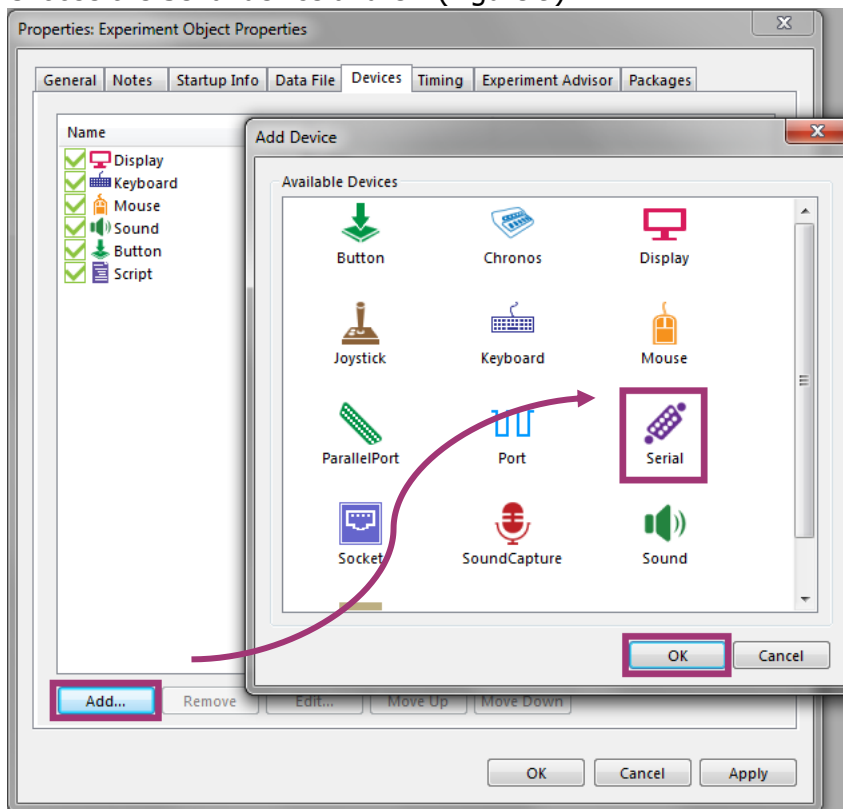 Properties: Experiment Object Properties
General Notes Startup Info Data File Devices Timing Experiment Advisor Packages
Name
Display
Keyboard
Mouse
Sound
Button
Script
Add Device
Available Devices
Button Chronos Display
Joystick Keyboard Mouse
ParallelPort Port Serial
Socket SoundCapture Sound
OK Cancel
Add... Remove Edit... Move Up Move Down
OK Cancel Apply